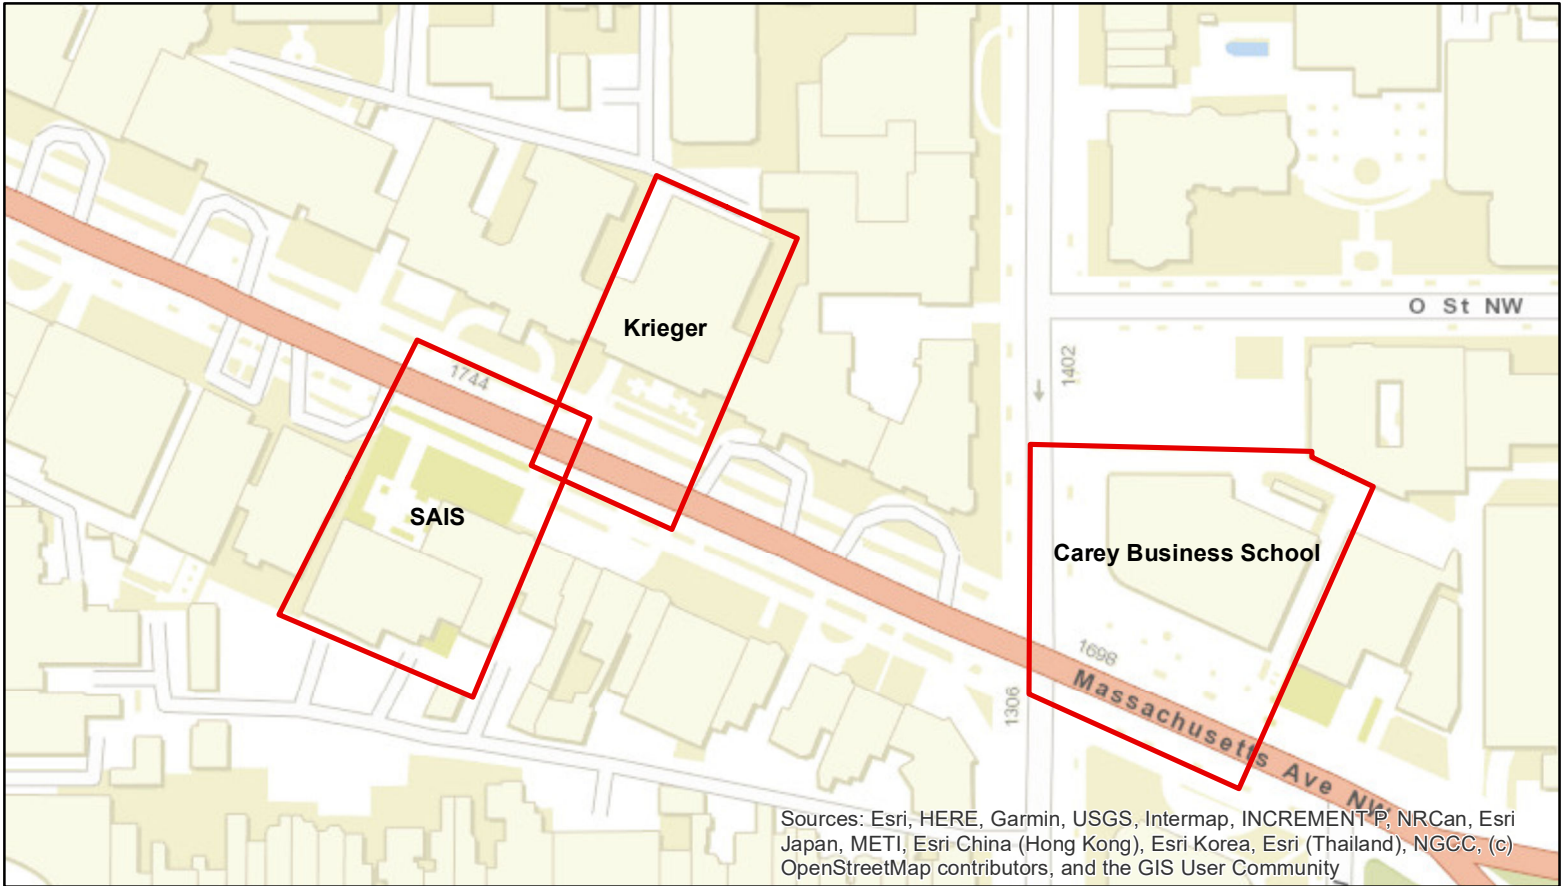 O St NW
Krieger
1744
1402
SAIS
Carey Business School
1698
1306
Massachusetts Ave NW
Sources: Esri, HERE, Garmin, USGS, Intermap, INCREMENT P, NRCan, Esri
Japan, METI, Esri China (Hong Kong), Esri Korea, Esri (Thailand), NGCC, (c)
OpenStreetMap contributors, and the GIS User Community